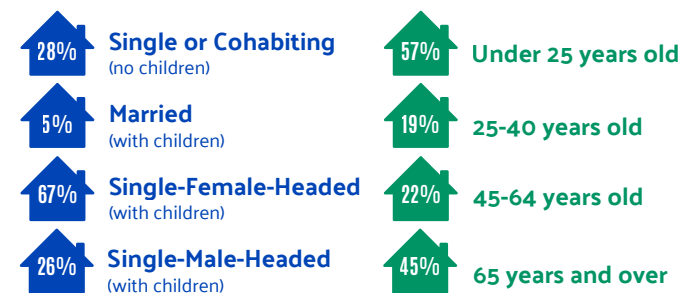 28% Single or Cohabiting
(no children)
5% Married
(with children)
67% Single-Female-Headed
(with children)
26% Single-Male-Headed
(with children)
57% Under 25 years old
19% 25-40 years old
22% 45-64 years old
45% 65 years and over